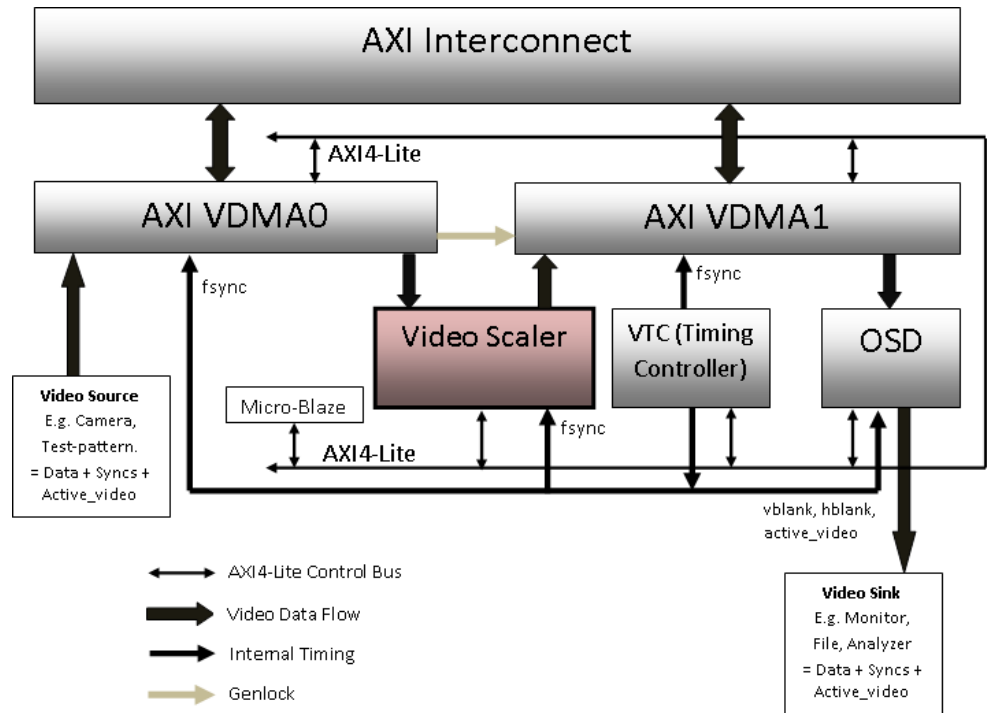 AXI Interconnect
AXI4-Lite
AXI VDMA0
AXI VDMA1
fsync
fsync
Video Scaler
VTC (Timing
Controller)
OSD
Video Source
E.g. Camera,
Test-pattern.
= Data + Syncs +
Active_video
Micro-Blaze
fsync
AXI4-Lite
vblank, hblank,
active_video
AXI4-Lite Control Bus
Video Data Flow
Internal Timing
Genlock
Video Sink
E.g. Monitor,
File, Analyzer
= Data + Syncs +
Active_video